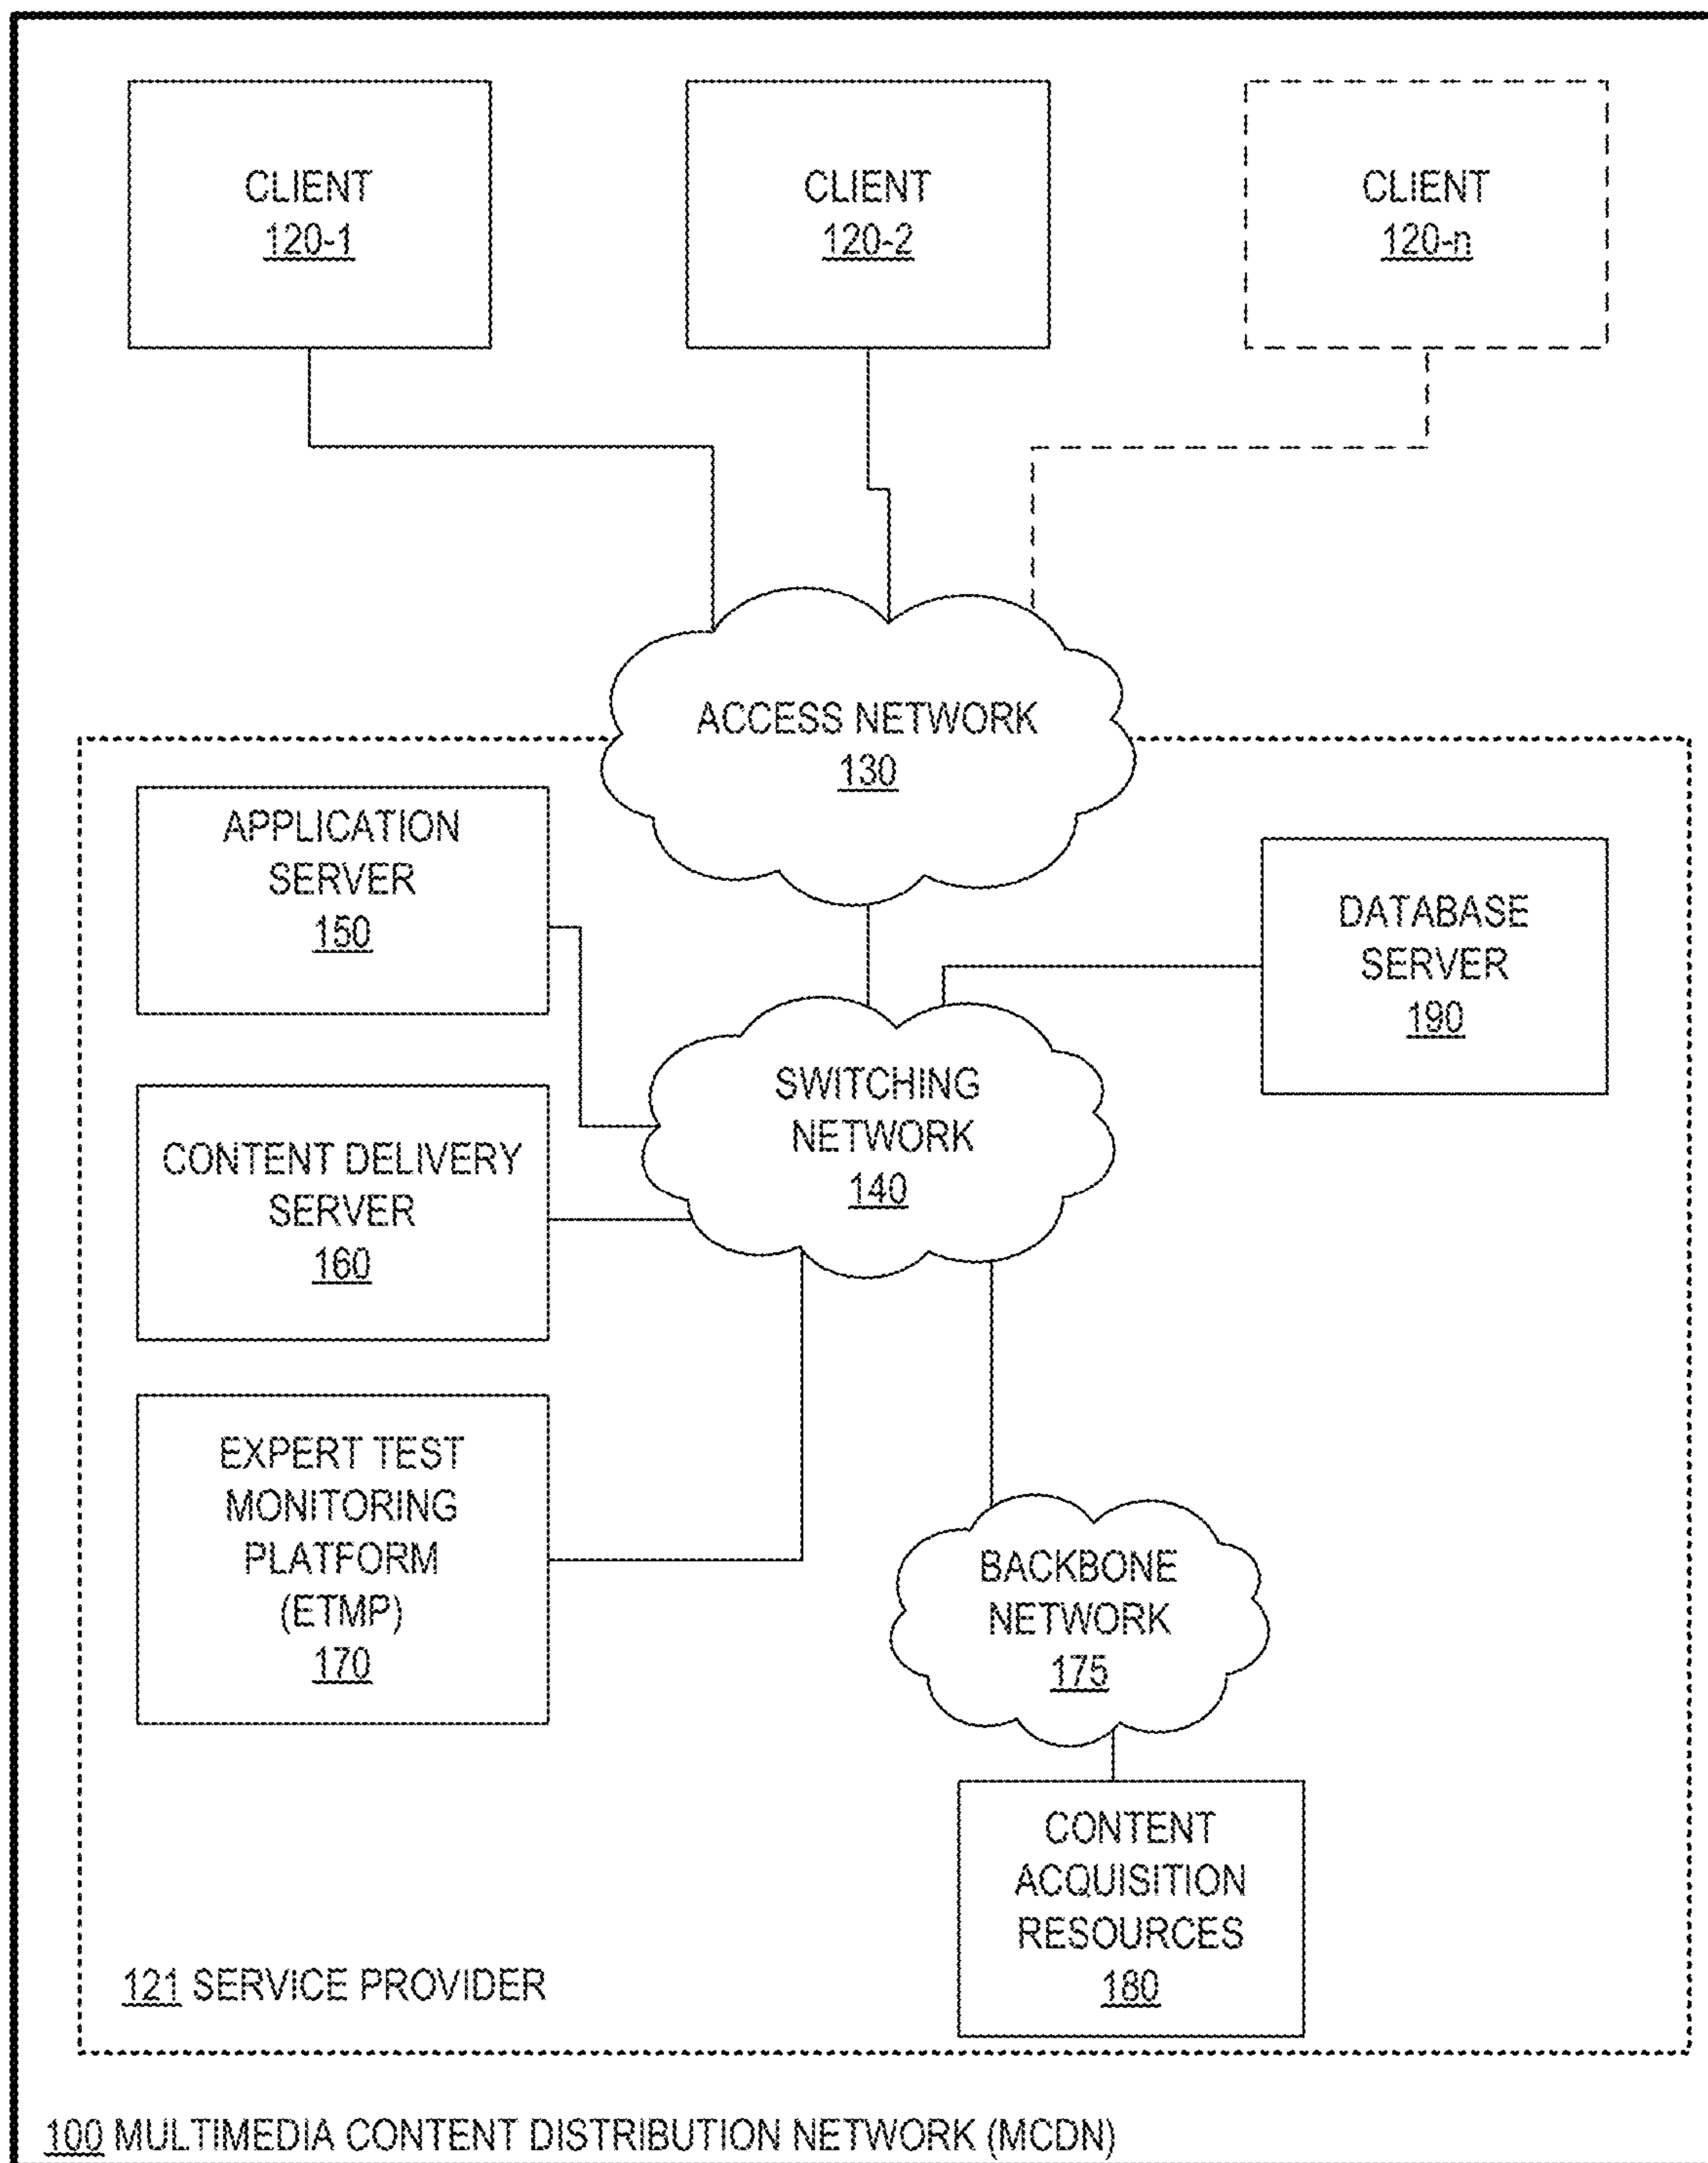 CLIENT
120-1
CLIENT
120-2
CLIENT
120-n
ACCESS NETWORK
130
APPLICATION
SERVER
150
DATABASE
SERVER
190
SWITCHING
NETWORK
140
CONTENT DELIVERY
SERVER
160
EXPERT TEST
MONITORING
PLATFORM
(ETMP)
170
BACKBONE
NETWORK
175
CONTENT
ACQUISITION
RESOURCES
180
121 SERVICE PROVIDER
100 MULTIMEDIA CONTENT DISTRIBUTION NETWORK (MCDN)